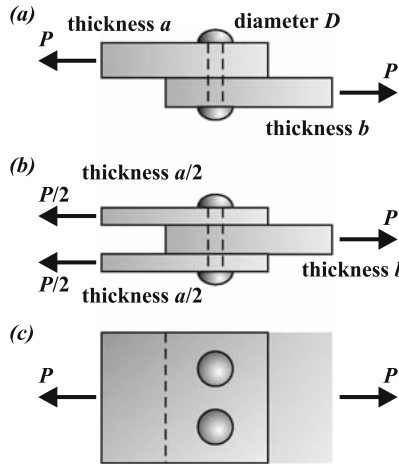 (a)
thickness a
diameter D
P
P
thickness b
(b)
thickness a/2
P/2
P
P/2
thickness b
thickness a/2
(c)
P
P